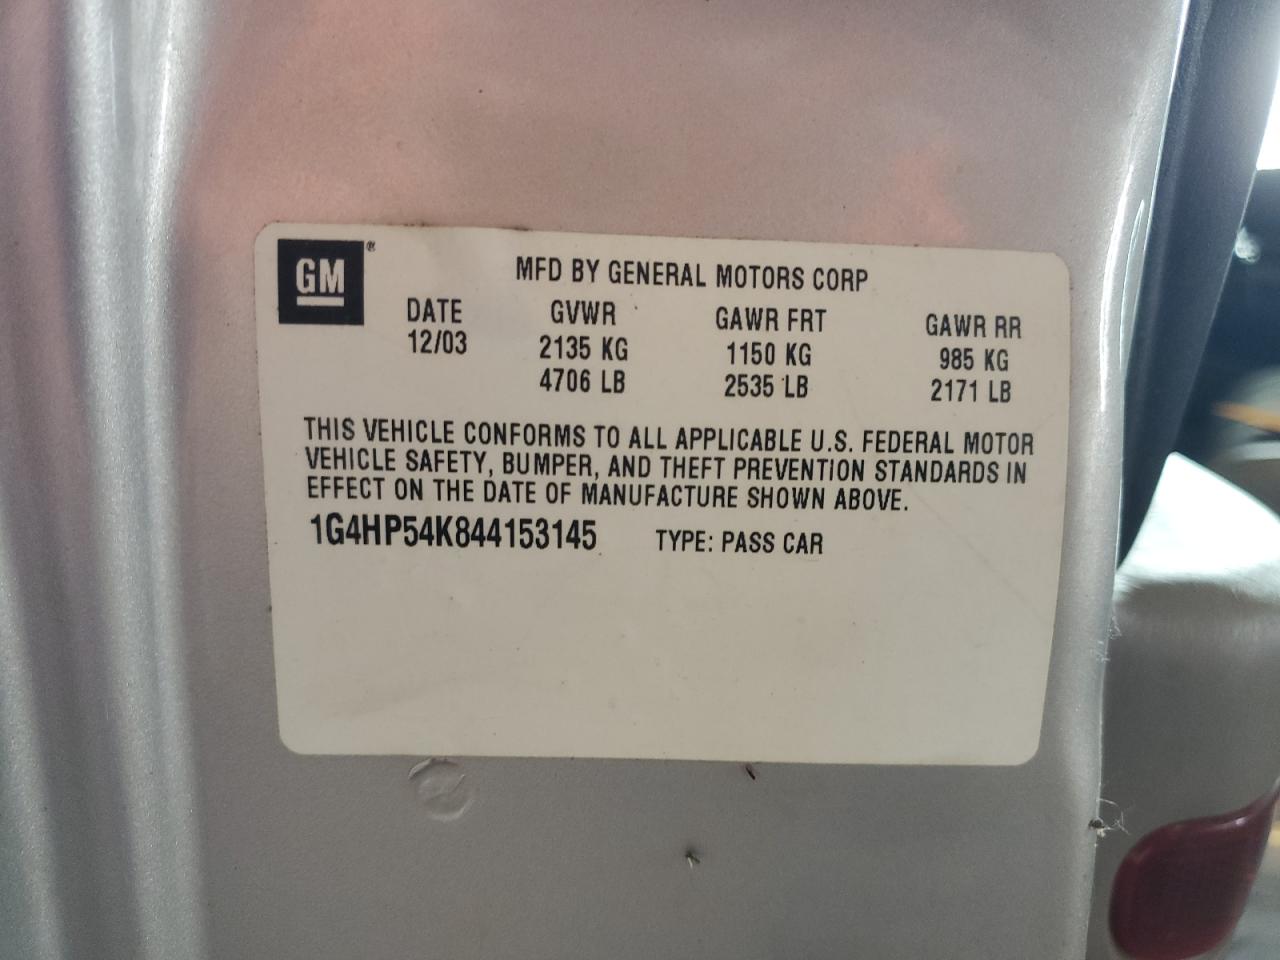 GM®
MFD BY GENERAL MOTORS CORP
DATE GVWR GAWR FRT GAWR RR
12/03 2135 KG 1150 KG 985 KG
4706 LB 2535 LB 2171 LB
THIS VEHICLE CONFORMS TO ALL APPLICABLE U.S. FEDERAL MOTOR
VEHICLE SAFETY, BUMPER, AND THEFT PREVENTION STANDARDS IN
EFFECT ON THE DATE OF MANUFACTURE SHOWN ABOVE.
1G4HP54K844153145 TYPE: PASS CAR